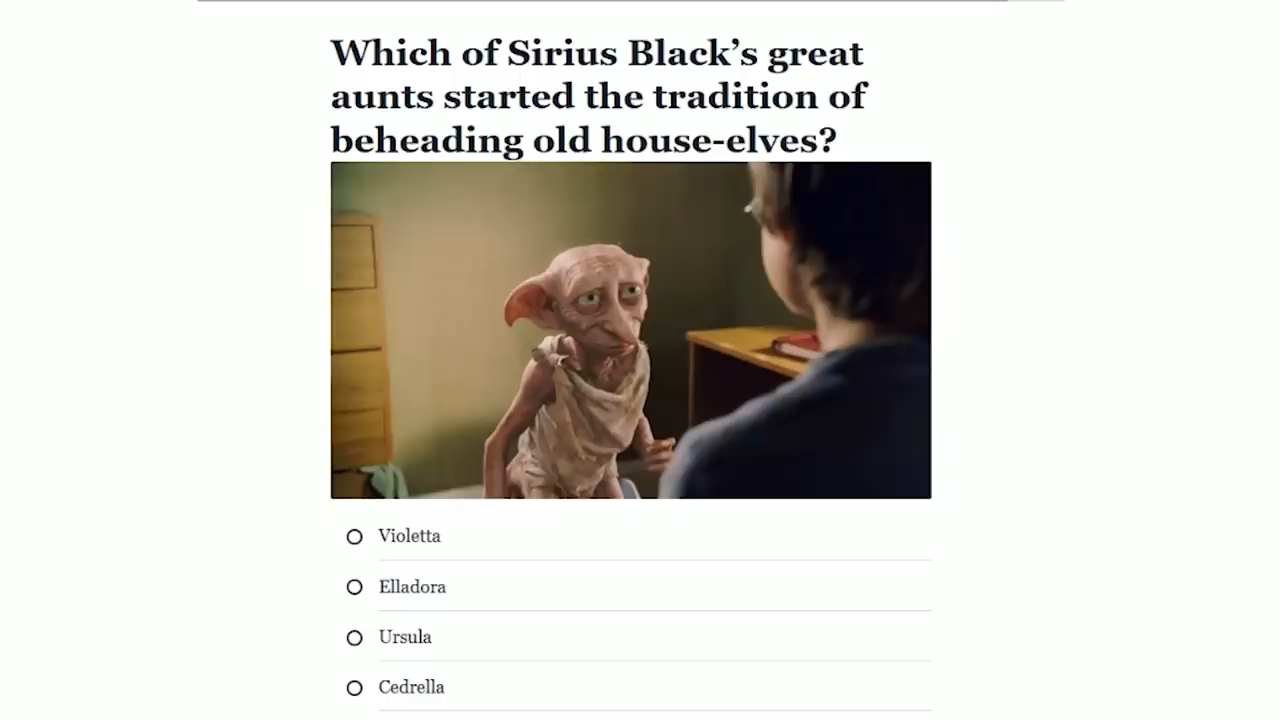 Which of Sirius Black’s great
aunts started the tradition of
beheading old house-elves?
Violetta
Elladora
Ursula
Cedrella